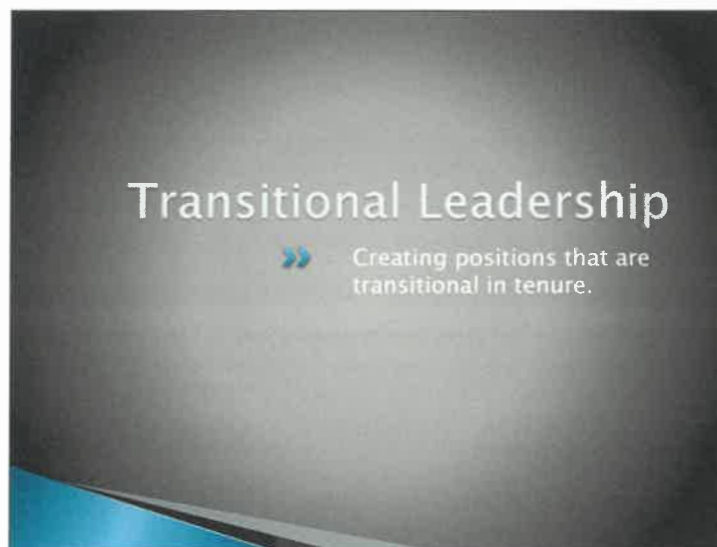 Transitional Leadership
Creating positions that are
transitional in tenure.